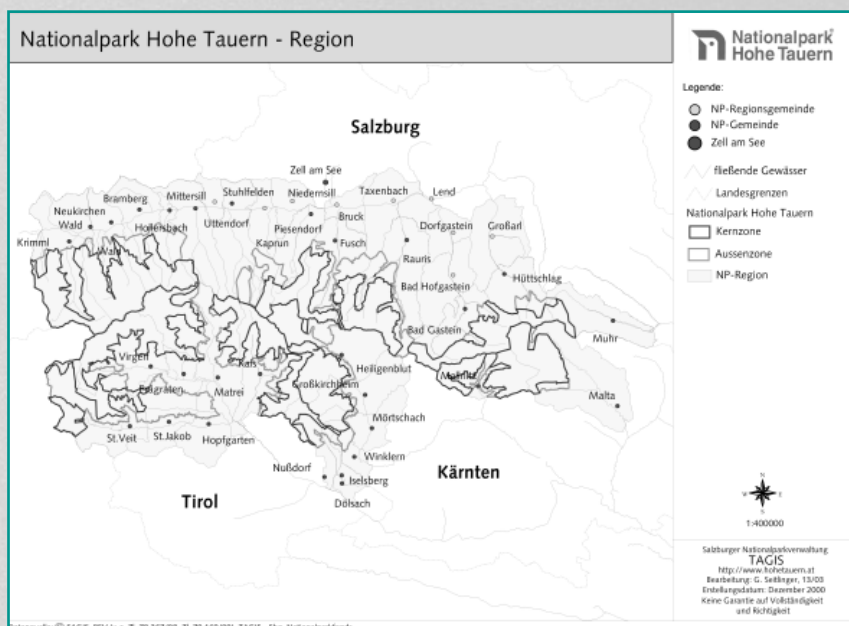 Nationalpark Hohe Tauern - Region
Nationalpark
Hohe Tauern
Legende:
NP-Regionsgemeinde
NP-Gemeinde
Zell am See
fließende Gewässer
Landesgrenzen
Nationalpark Hohe Tauern
Kernzone
Aussenzone
NP-Region
Salzburg
Zell am See
Bramberg
Mittersill
Stuhlfelden
Niedernsill
Taxenbach
Lend
Neukirchen
Wald
Hollersbach
Uttendorf
Piesendorf
Bruck
Dorfgastein
Großarl
Krimml
Wald
Kaprun
Fusch
Rauris
Hüttschlag
Bad Hofgastein
Bad Gastein
Muhr
Virgen
Kals
Heiligenblut
Großkirchheim
Mallnitz
Matrei
Malta
Mörtschach
St.Veit
St.Jakob
Hopfgarten
Winklern
Nußdorf
Iselsberg
Kärnten
Tirol
Dölsach
N
W
E
S
1:400000
Salzburger Nationalparkverwaltung
TAGIS
http://www.hohetauern.at
Bearbeitung: G. Seitlinger, 13/03
Erstellungsdatum: Dezember 2000
Keine Garantie auf Vollständigkeit
und Richtigkeit